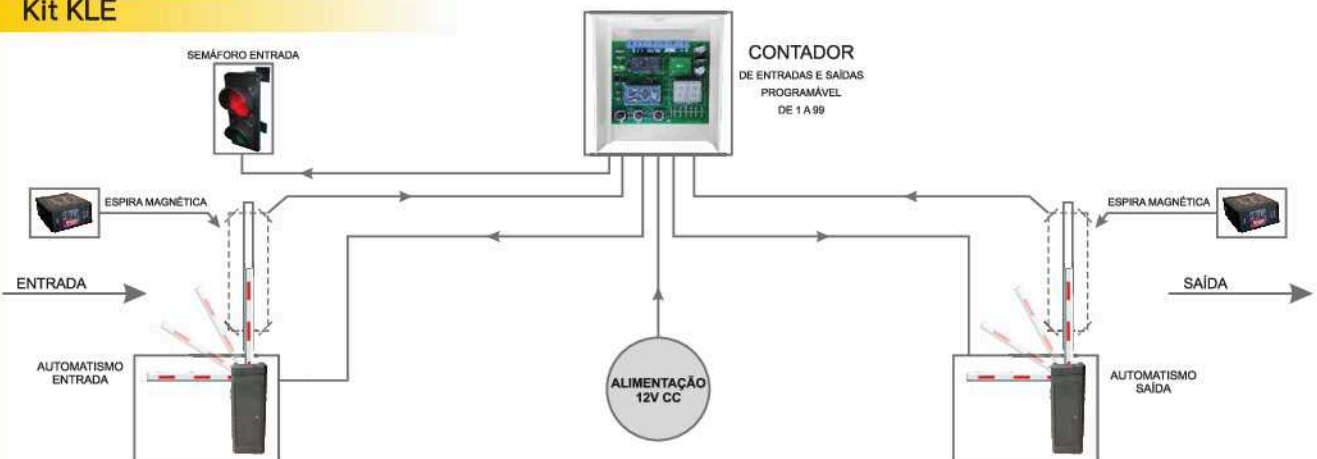 Kit KLE
SEMÁFORO ENTRADA
CONTADOR
DE ENTRADAS E SAÍDAS
PROGRAMÁVEL
DE 1 A 99
ESPIRA MAGNÉTICA
ESPIRA MAGNÉTICA
ENTRADA
SAÍDA
AUTOMATISMO
ENTRADA
ALIMENTAÇÃO
12V CC
AUTOMATISMO
SAÍDA